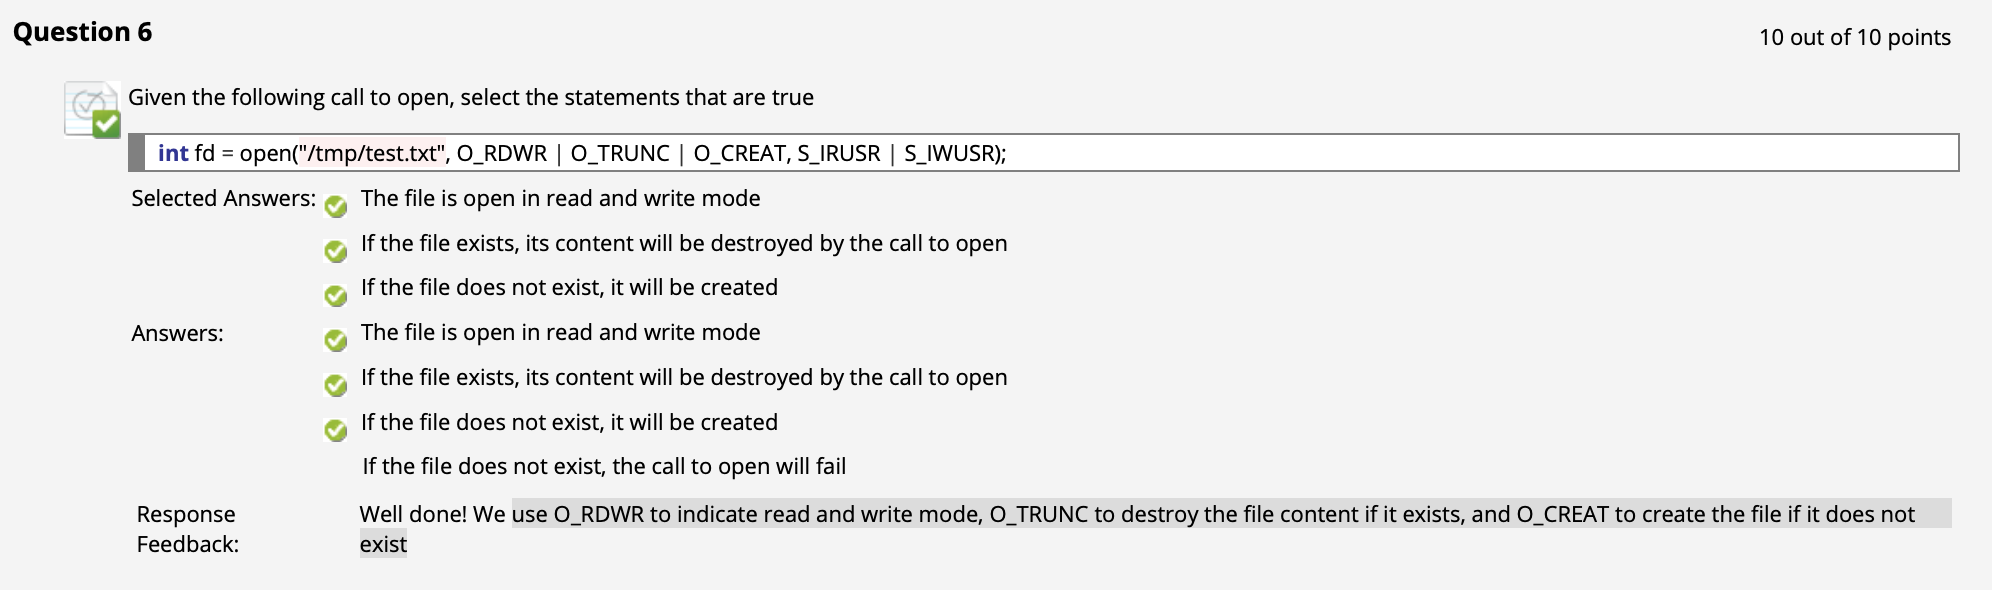 Question 6
10 out of 10 points
Given the following call to open, select the statements that are true
int fd = open("/tmp/test.txt", O_RDWR | O_TRUNC | O_CREAT, S_IRUSR | S_IWUSR);
Selected Answers: The file is open in read and write mode
If the file exists, its content will be destroyed by the call to open
If the file does not exist, it will be created
Answers: The file is open in read and write mode
If the file exists, its content will be destroyed by the call to open
If the file does not exist, it will be created
If the file does not exist, the call to open will fail
Response Feedback: Well done! We use O_RDWR to indicate read and write mode, O_TRUNC to destroy the file content if it exists, and O_CREAT to create the file if it does not
exist